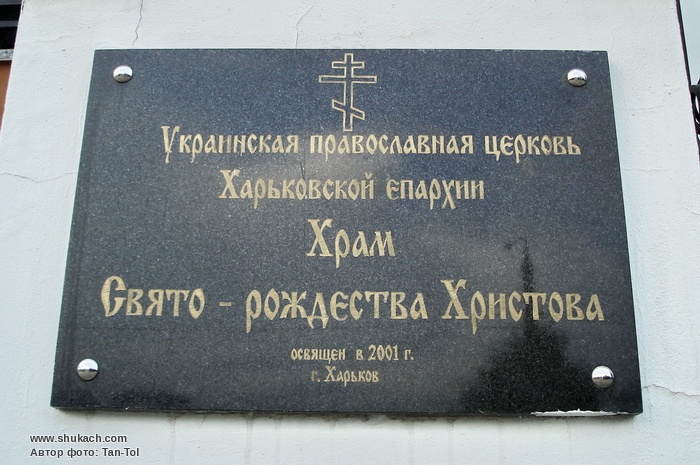 Украинская православная церковь
Харьковской епархии
Храм
Свято - рождества Христова
освящен в 2001 г.
г. Харьков
www.shukach.com
Автор фото: Tan-Tol